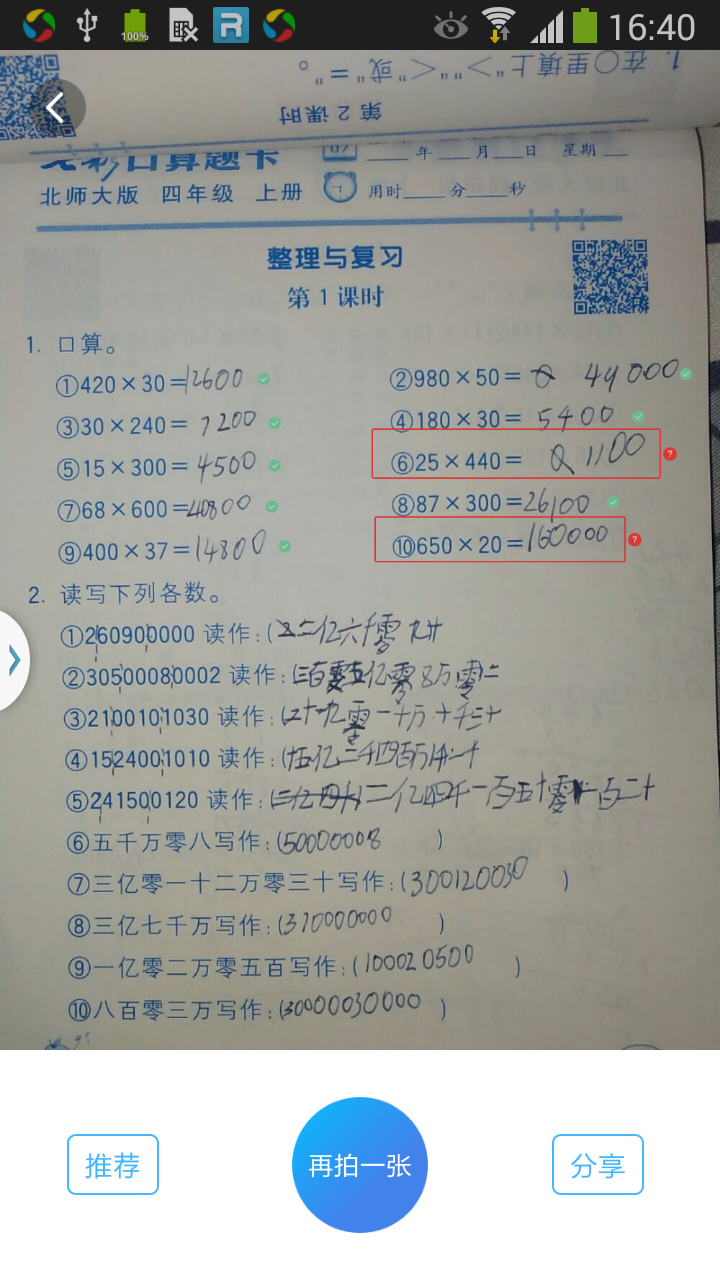 100% R 16:40
1. 在○里填上“>”“<”或“=”。
第2课时
口算题卡 ____年____月____日 星期____
北师大版 四年级 上册 用时____分____秒
整理与复习
第1课时
1. 口算。
①420×30=12600 ②980×50= 49000
③30×240=7200 ④180×30=5400
⑤15×300=4500 ⑥25×440= 1100
⑦68×600=40800 ⑧87×300=26100
⑨400×37=14800 ⑩650×20=160000
2. 读写下列各数。
①260900000 读作:(二亿六千零九十
②30500080002 读作:(三百零五亿零8万零二
③2100101030 读作:(二十一亿零一十万十千三十
④1524001010 读作:(十五亿二千四百万一千一十
⑤241500120 读作:(二亿四千一百五十零一百二十
⑥五千万零八写作:(50000008 )
⑦三亿零一十二万零三十写作:(300120030 )
⑧三亿七千万写作:(370000000 )
⑨一亿零二万零五百写作:(100020500 )
⑩八百零三万写作:(80000030000 )
推荐 再拍一张 分享